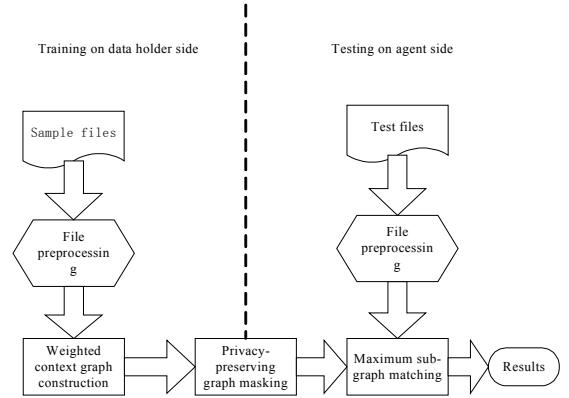 Training on data holder side
Testing on agent side
Sample files
Test files
File
preprocessin
g
File
preprocessin
g
Weighted
context graph
construction
Privacy-
preserving
graph masking
Maximum sub-
graph matching
Results